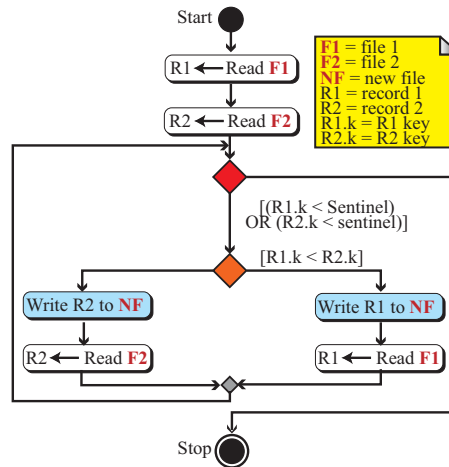 Start
R1 ← Read F1
R2 ← Read F2
F1 = file 1
F2 = file 2
NF = new file
R1 = record 1
R2 = record 2
R1.k = R1 key
R2.k = R2 key
[(R1.k < Sentinel)
OR (R2.k < sentinel)]
[R1.k < R2.k]
Write R2 to NF
Write R1 to NF
R2 ← Read F2
R1 ← Read F1
Stop